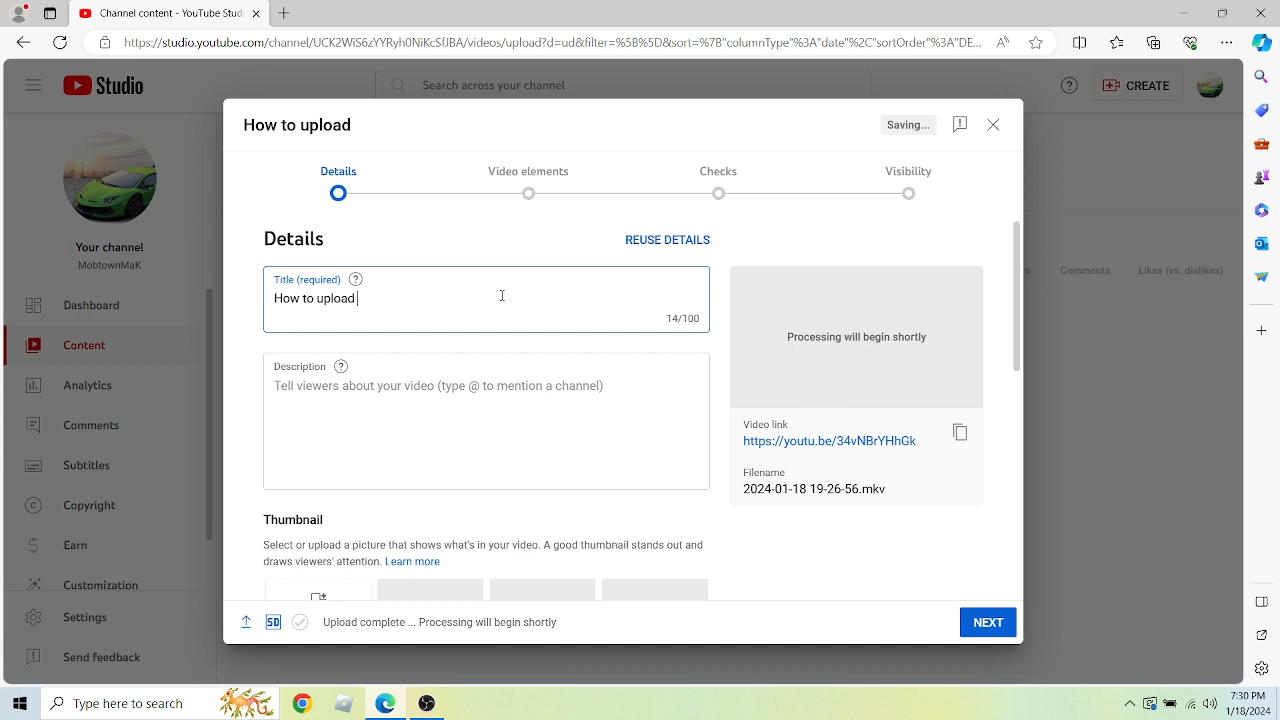 Channel content - YouTube Stud
https://studio.youtube.com/channel/UCK2WsG6KYywrh0NiKcSfJBA/videos/upload?d=ud&filter=%5B%5D&sort=%7B"columnType"%3A"date"%2C"sortOrder"%3A"DE...
Studio
Search across your channel
CREATE
How to upload
Saving...
Details
Video elements
Checks
Visibility
Your channel
MobtownMaK
Details
REUSE DETAILS
Comments
Likes (vs. dislikes)
Title (required)
How to upload
14/100
Dashboard
Content
Analytics
Comments
Subtitles
Copyright
Earn
Customization
Settings
Send feedback
Processing will begin shortly
Description
Tell viewers about your video (type @ to mention a channel)
Video link
https://youtu.be/34vNBrYHhGk
Filename
2024-01-18 19-26-56.mkv
Thumbnail
Select or upload a picture that shows what's in your video. A good thumbnail stands out and
draws viewers' attention. Learn more
SD
Upload complete ... Processing will begin shortly
NEXT
Type here to search
7:30 PM
1/18/2024